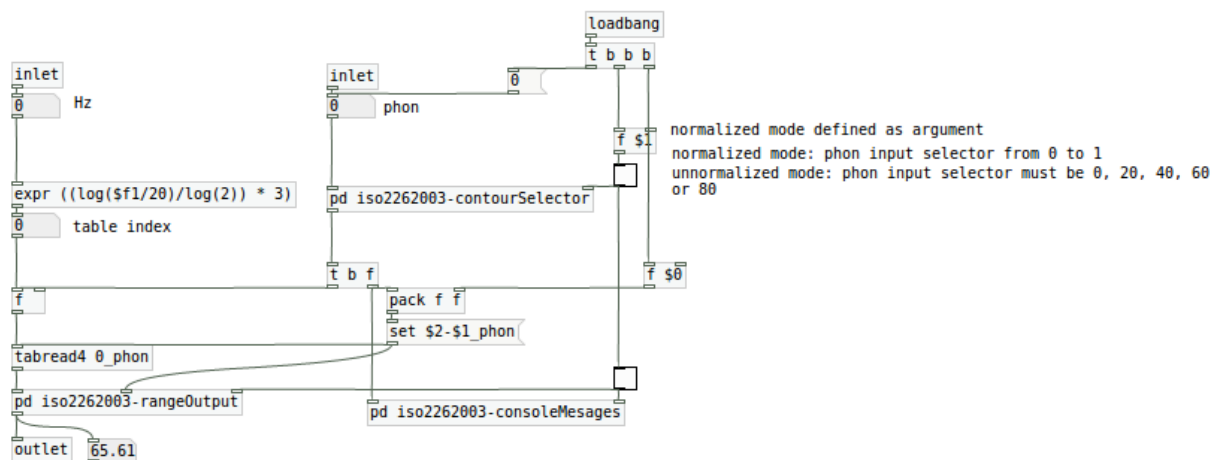 loadbang
t b b b
inlet
inlet
0
0
Hz
0
phon
normalized mode defined as argument
f $1
normalized mode: phon input selector from 0 to 1
unnormalized mode: phon input selector must be 0, 20, 40, 60
or 80
expr ((log($f1/20)/log(2)) * 3)
pd iso2262003-contourSelector
0
table index
t b f
f $0
f
pack f f
set $2-$1_phon
tabread4 0_phon
pd iso2262003-rangeOutput
pd iso2262003-consoleMesages
outlet
65.61